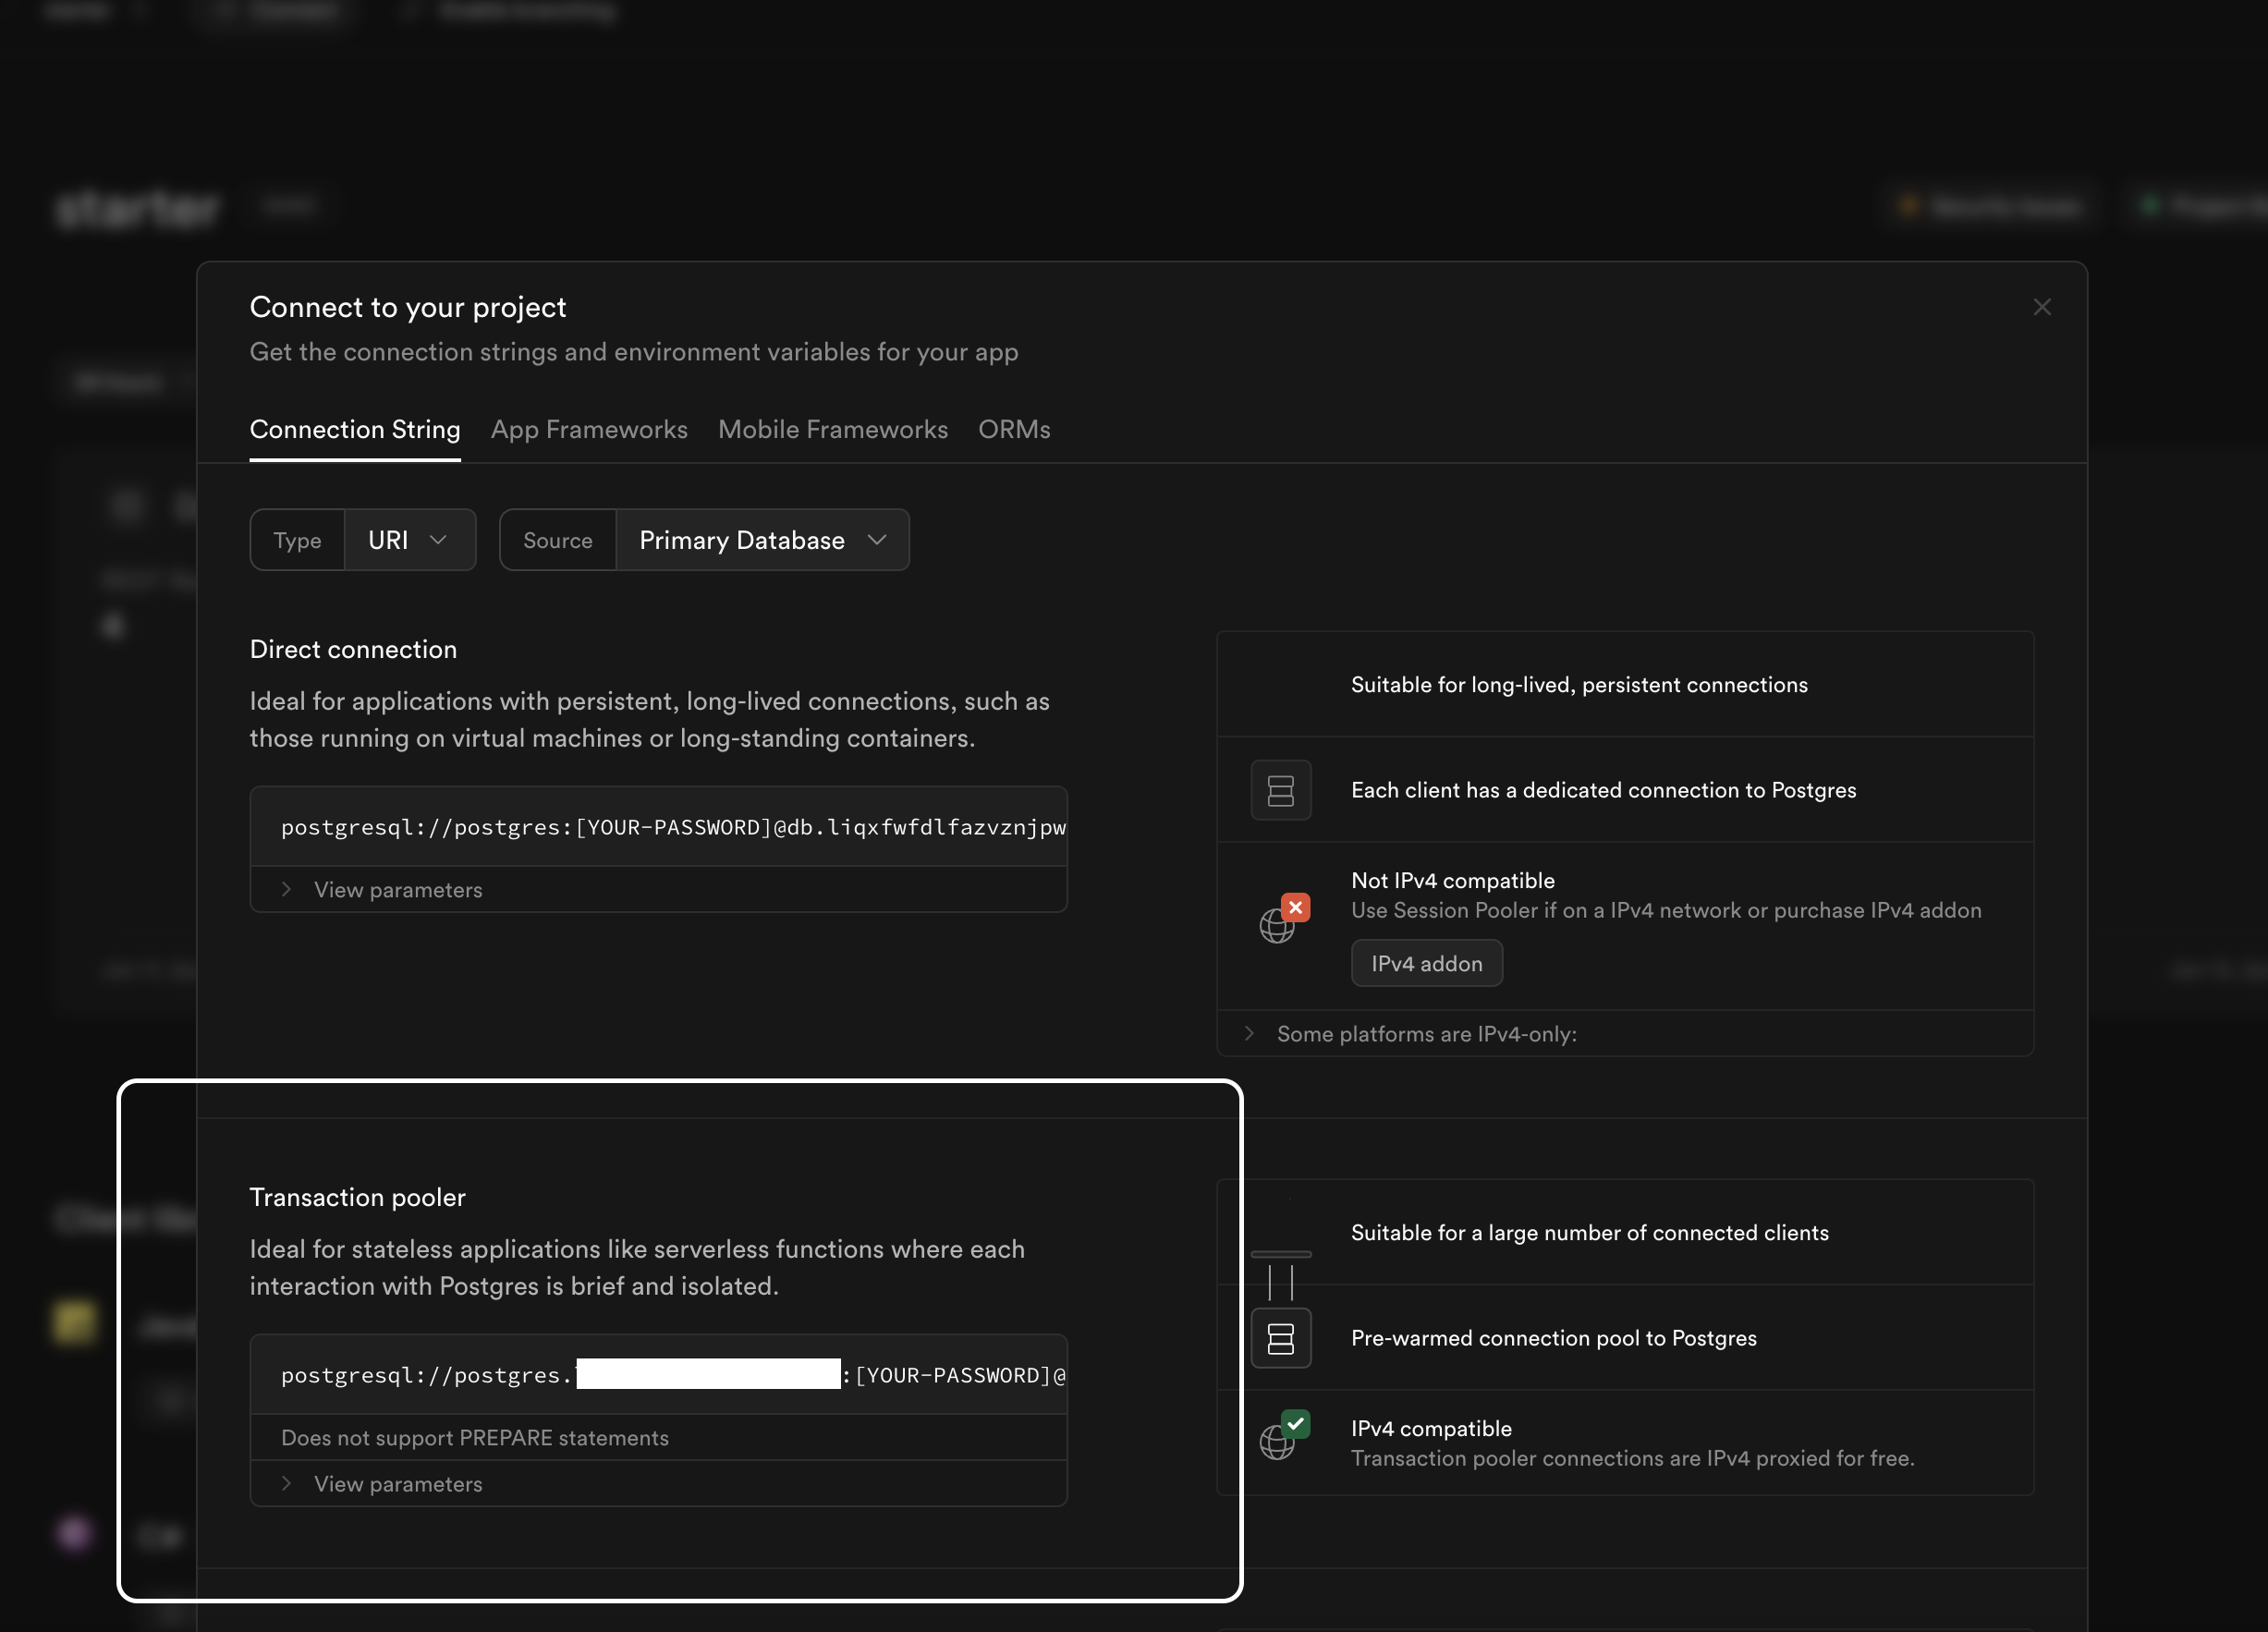 starter
Connect to your project
Get the connection strings and environment variables for your app
Connection String App Frameworks Mobile Frameworks ORMs
Type URI Source Primary Database
Direct connection
Ideal for applications with persistent, long-lived connections, such as
those running on virtual machines or long-standing containers.
postgresql://postgres:[YOUR-PASSWORD]@db.liqxfwfdlfazvznjpw
View parameters
Suitable for long-lived, persistent connections
Each client has a dedicated connection to Postgres
Not IPv4 compatible
Use Session Pooler if on a IPv4 network or purchase IPv4 addon
IPv4 addon
Some platforms are IPv4-only:
Transaction pooler
Ideal for stateless applications like serverless functions where each
interaction with Postgres is brief and isolated.
postgresql://postgres. :[YOUR-PASSWORD]@
Does not support PREPARE statements
View parameters
Suitable for a large number of connected clients
Pre-warmed connection pool to Postgres
IPv4 compatible
Transaction pooler connections are IPv4 proxied for free.